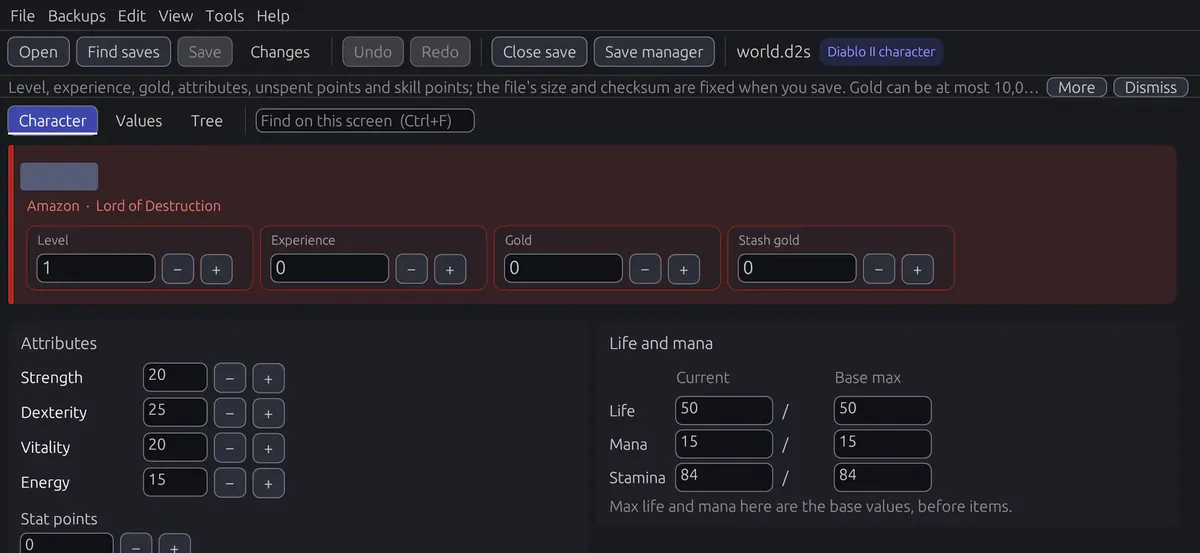 File Backups Edit View Tools Help
Open Find saves Save Changes Undo Redo Close save Save manager world.d2s Diablo II character
Level, experience, gold, attributes, unspent points and skill points; the file's size and checksum are fixed when you save. Gold can be at most 10,0... More Dismiss
Character Values Tree Find on this screen (Ctrl+F)
Amazon · Lord of Destruction
Level Experience Gold Stash gold
1 − + 0 − + 0 − + 0 − +
Attributes
Strength 20 − +
Dexterity 25 − +
Vitality 20 − +
Energy 15 − +
Stat points
0 − +
Life and mana
Current Base max
Life 50 / 50
Mana 15 / 15
Stamina 84 / 84
Max life and mana here are the base values, before items.